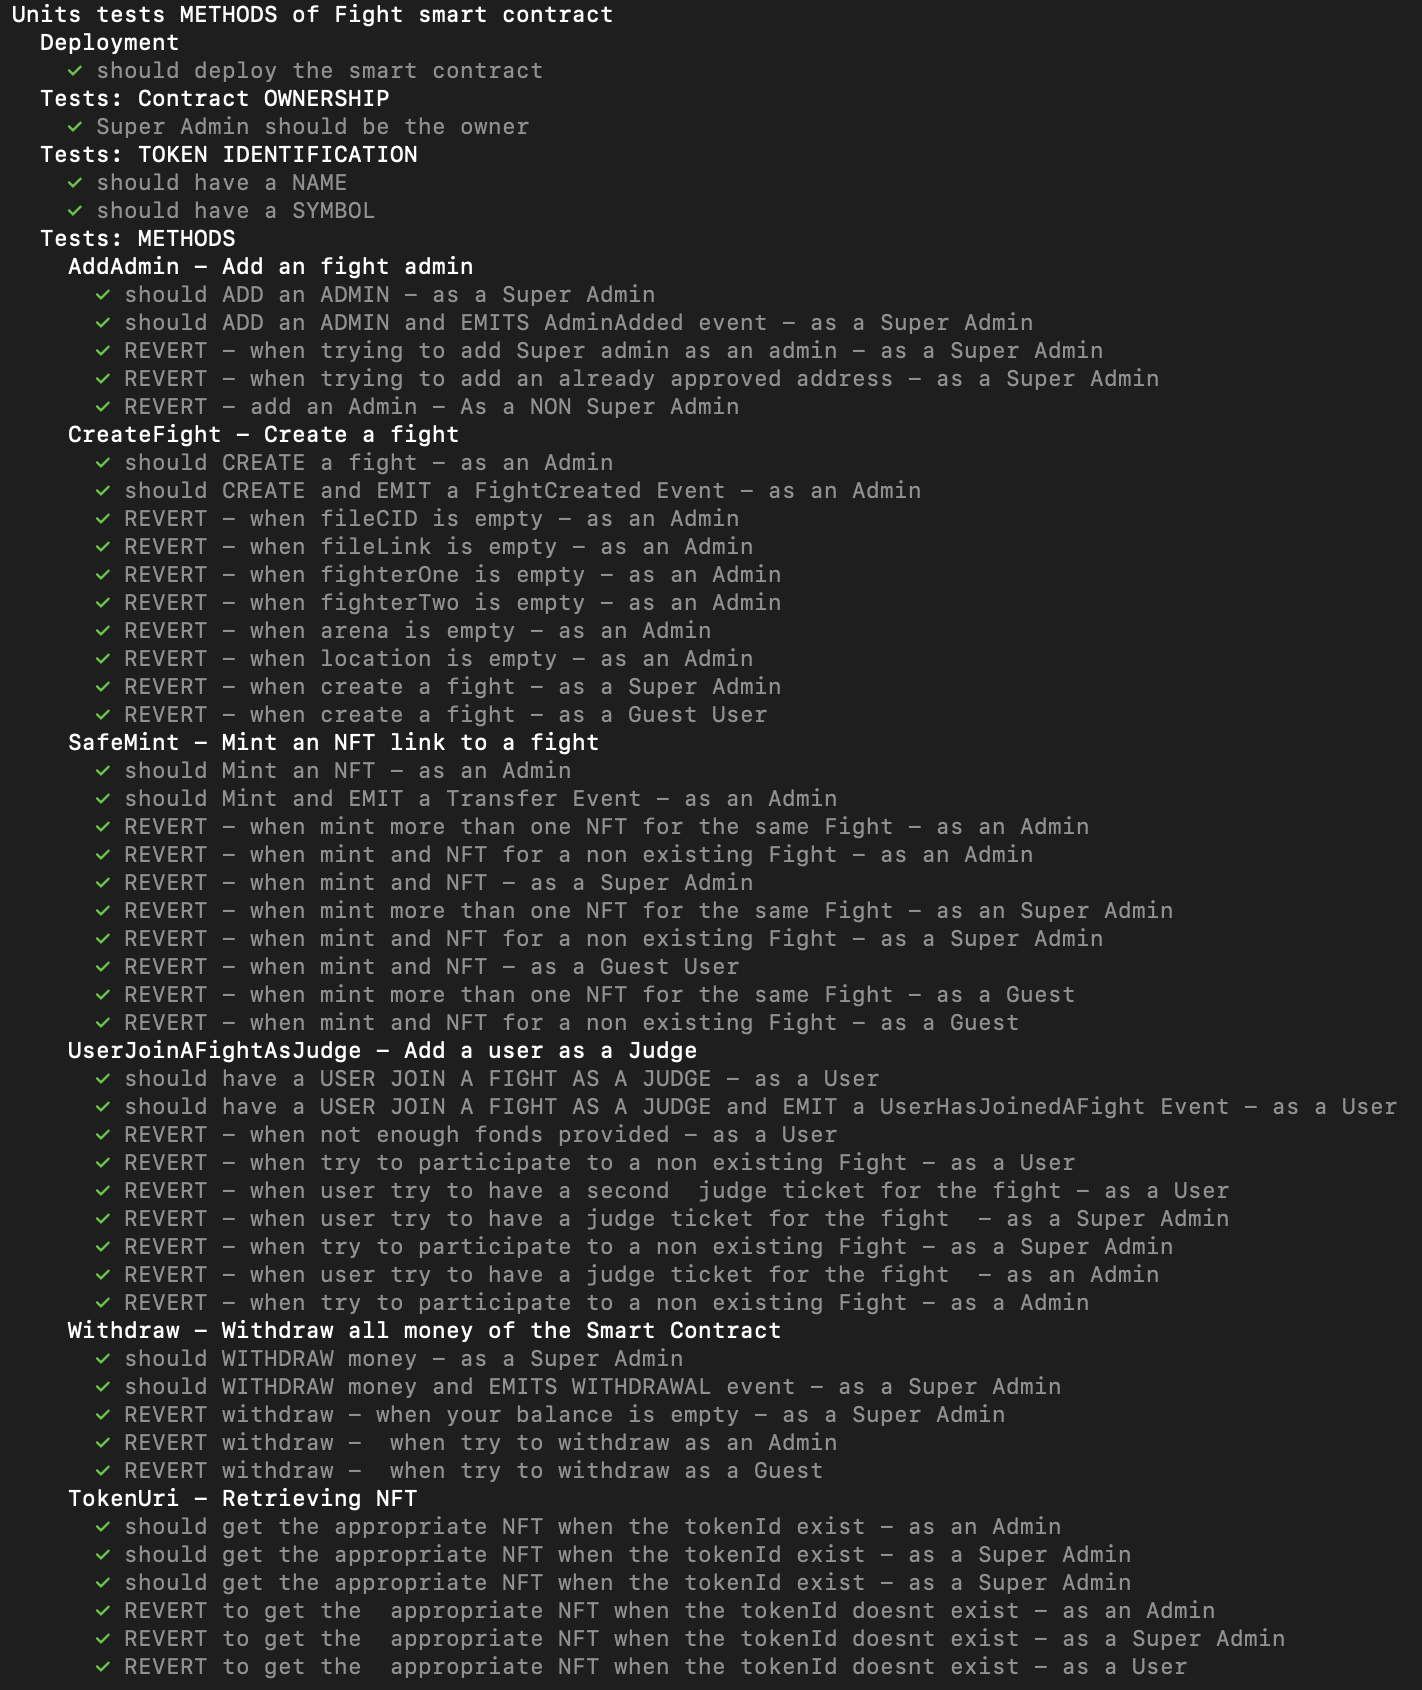 Units tests METHODS of Fight smart contract
Deployment
✓ should deploy the smart contract
Tests: Contract OWNERSHIP
✓ Super Admin should be the owner
Tests: TOKEN IDENTIFICATION
✓ should have a NAME
✓ should have a SYMBOL
Tests: METHODS
AddAdmin – Add an fight admin
✓ should ADD an ADMIN – as a Super Admin
✓ should ADD an ADMIN and EMITS AdminAdded event – as a Super Admin
✓ REVERT – when trying to add Super admin as an admin – as a Super Admin
✓ REVERT – when trying to add an already approved address – as a Super Admin
✓ REVERT – add an Admin – As a NON Super Admin
CreateFight – Create a fight
✓ should CREATE a fight – as an Admin
✓ should CREATE and EMIT a FightCreated Event – as an Admin
✓ REVERT – when fileCID is empty – as an Admin
✓ REVERT – when fileLink is empty – as an Admin
✓ REVERT – when fighterOne is empty – as an Admin
✓ REVERT – when fighterTwo is empty – as an Admin
✓ REVERT – when arena is empty – as an Admin
✓ REVERT – when location is empty – as an Admin
✓ REVERT – when create a fight – as a Super Admin
✓ REVERT – when create a fight – as a Guest User
SafeMint – Mint an NFT link to a fight
✓ should Mint an NFT – as an Admin
✓ should Mint and EMIT a Transfer Event – as an Admin
✓ REVERT – when mint more than one NFT for the same Fight – as an Admin
✓ REVERT – when mint and NFT for a non existing Fight – as an Admin
✓ REVERT – when mint and NFT – as a Super Admin
✓ REVERT – when mint more than one NFT for the same Fight – as an Super Admin
✓ REVERT – when mint and NFT for a non existing Fight – as a Super Admin
✓ REVERT – when mint and NFT – as a Guest User
✓ REVERT – when mint more than one NFT for the same Fight – as a Guest
✓ REVERT – when mint and NFT for a non existing Fight – as a Guest
UserJoinAFightAsJudge – Add a user as a Judge
✓ should have a USER JOIN A FIGHT AS A JUDGE – as a User
✓ should have a USER JOIN A FIGHT AS A JUDGE and EMIT a UserHasJoinedAFight Event – as a User
✓ REVERT – when not enough fonds provided – as a User
✓ REVERT – when try to participate to a non existing Fight – as a User
✓ REVERT – when user try to have a second  judge ticket for the fight – as a User
✓ REVERT – when user try to have a judge ticket for the fight  – as a Super Admin
✓ REVERT – when try to participate to a non existing Fight – as a Super Admin
✓ REVERT – when user try to have a judge ticket for the fight  – as an Admin
✓ REVERT – when try to participate to a non existing Fight – as a Admin
Withdraw – Withdraw all money of the Smart Contract
✓ should WITHDRAW money – as a Super Admin
✓ should WITHDRAW money and EMITS WITHDRAWAL event – as a Super Admin
✓ REVERT withdraw – when your balance is empty – as a Super Admin
✓ REVERT withdraw –  when try to withdraw as an Admin
✓ REVERT withdraw –  when try to withdraw as a Guest
TokenUri – Retrieving NFT
✓ should get the appropriate NFT when the tokenId exist – as an Admin
✓ should get the appropriate NFT when the tokenId exist – as a Super Admin
✓ should get the appropriate NFT when the tokenId exist – as a Super Admin
✓ REVERT to get the  appropriate NFT when the tokenId doesnt exist – as an Admin
✓ REVERT to get the  appropriate NFT when the tokenId doesnt exist – as a Super Admin
✓ REVERT to get the  appropriate NFT when the tokenId doesnt exist – as a User